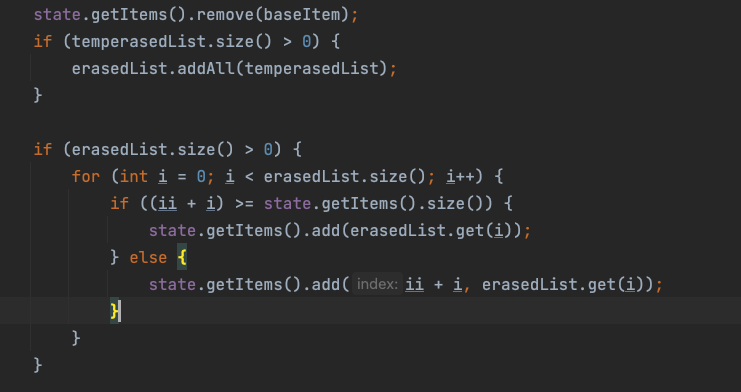 state.getItems().remove(baseItem);
if (temperasedList.size() > 0) {
erasedList.addAll(temperasedList);
}
if (erasedList.size() > 0) {
for (int i = 0; i < erasedList.size(); i++) {
if ((ii + i) >= state.getItems().size()) {
state.getItems().add(erasedList.get(i));
} else {
state.getItems().add( index: ii + i, erasedList.get(i));
}
}
}